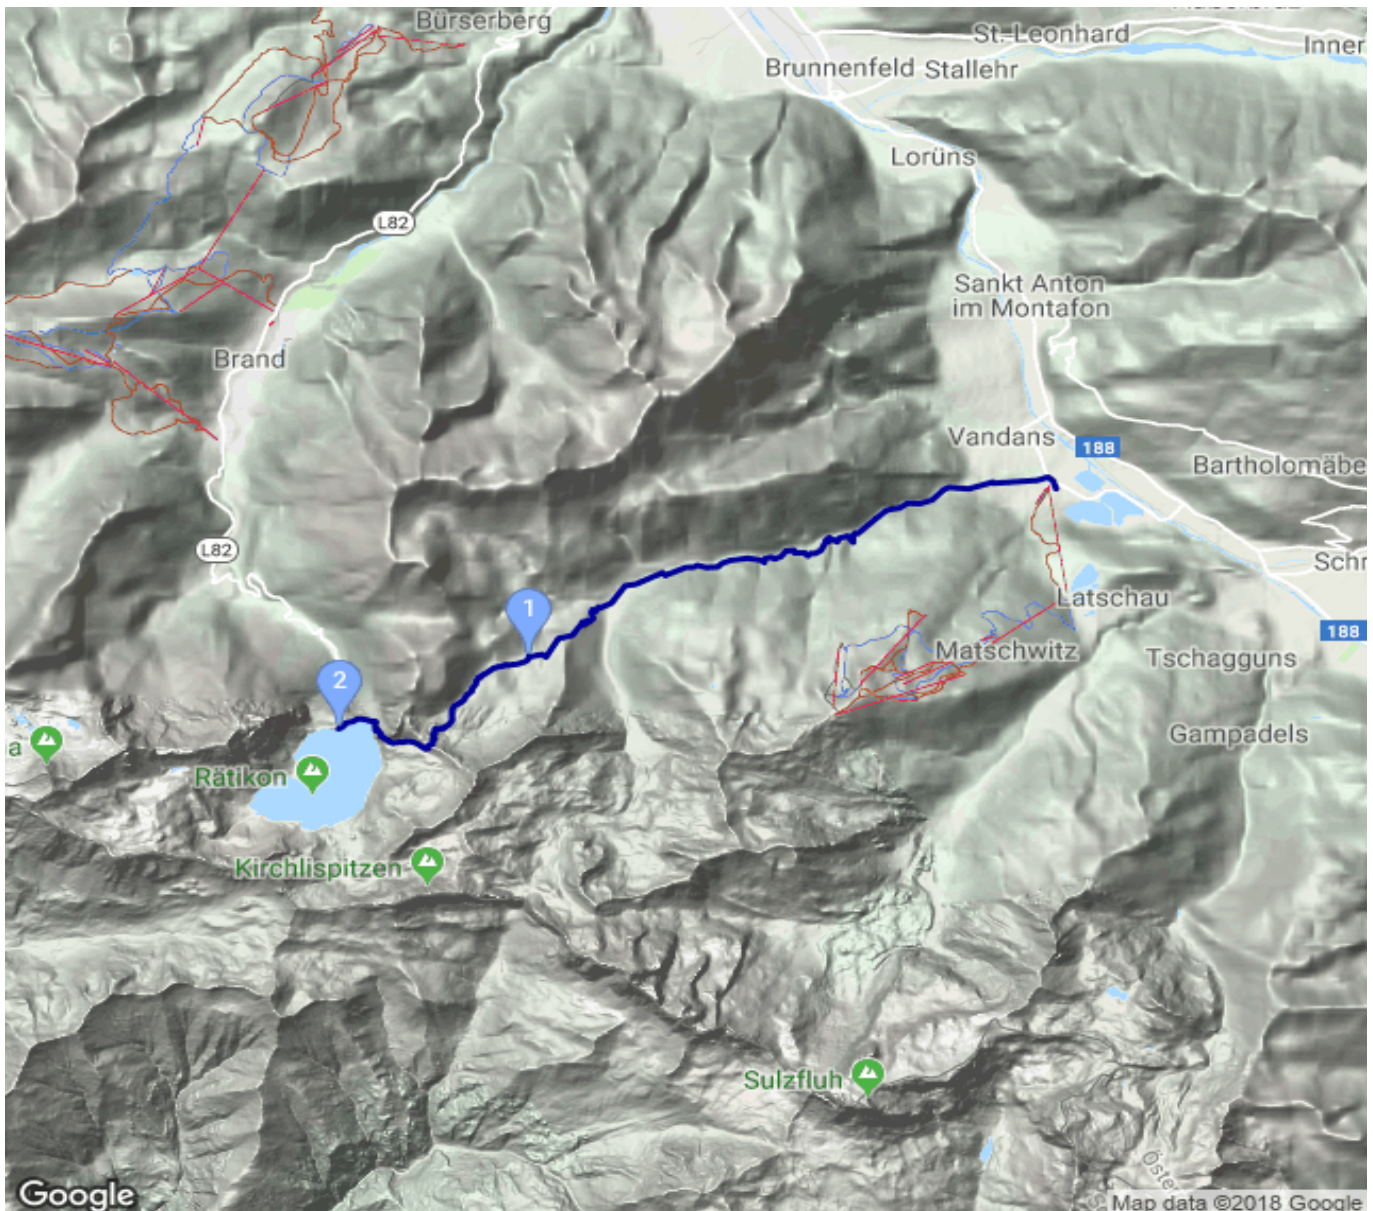 Bürserberg
St. Leonhard
Inner
Brunnenfeld
Stallehr
Lorüns
L82
Sankt Anton
im Montafon
Brand
Vandans
188
Bartholomäbe
L82
Schr
1
Latschau
188
Matschwitz
Tschagguns
2
Gampadels
a
Rätikon
Kirchlispitzen
Sulzfluh
Öste
Google
Map data ©2018 Google